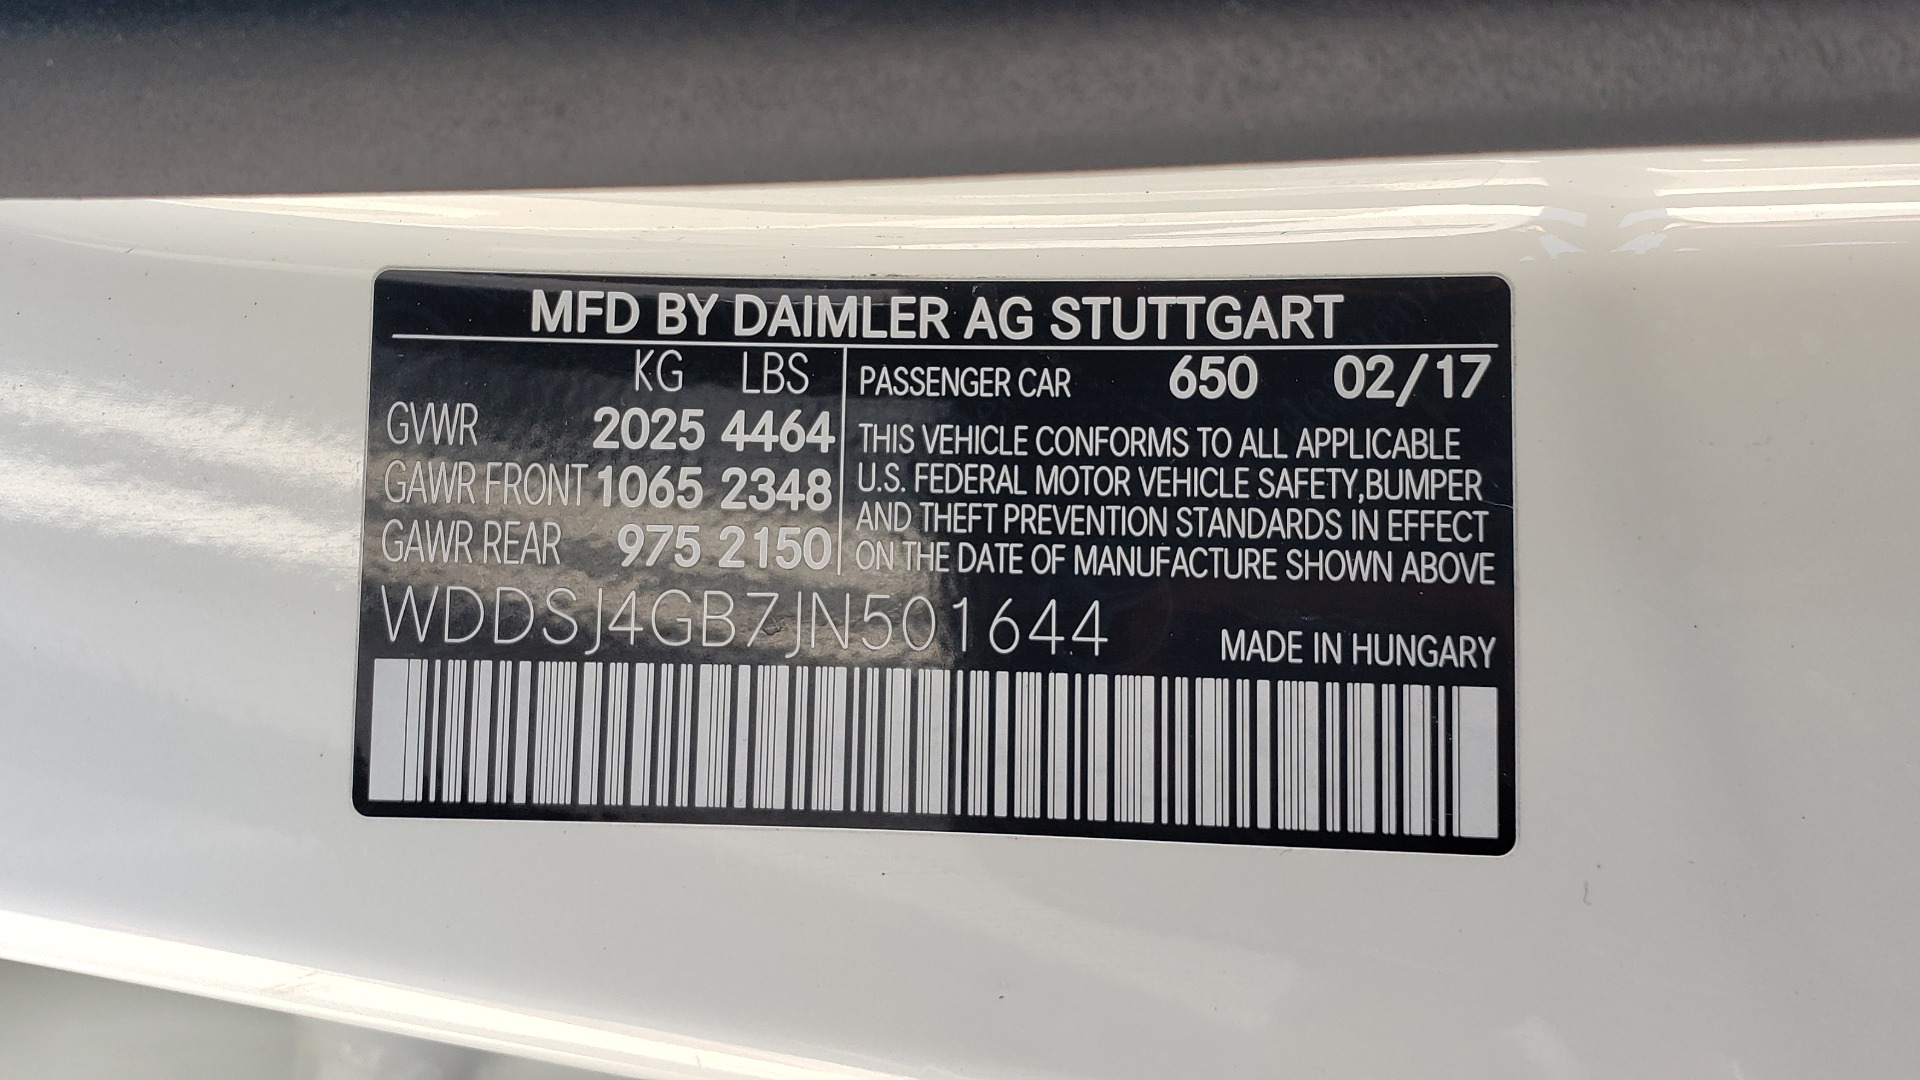 MFD BY DAIMLER AG STUTTGART
KG LBS
GVWR 2025 4464
GAWR FRONT 1065 2348
GAWR REAR 975 2150
PASSENGER CAR 650 02/17
THIS VEHICLE CONFORMS TO ALL APPLICABLE
U.S. FEDERAL MOTOR VEHICLE SAFETY,BUMPER
AND THEFT PREVENTION STANDARDS IN EFFECT
ON THE DATE OF MANUFACTURE SHOWN ABOVE
WDDSJ4GB7JN501644
MADE IN HUNGARY